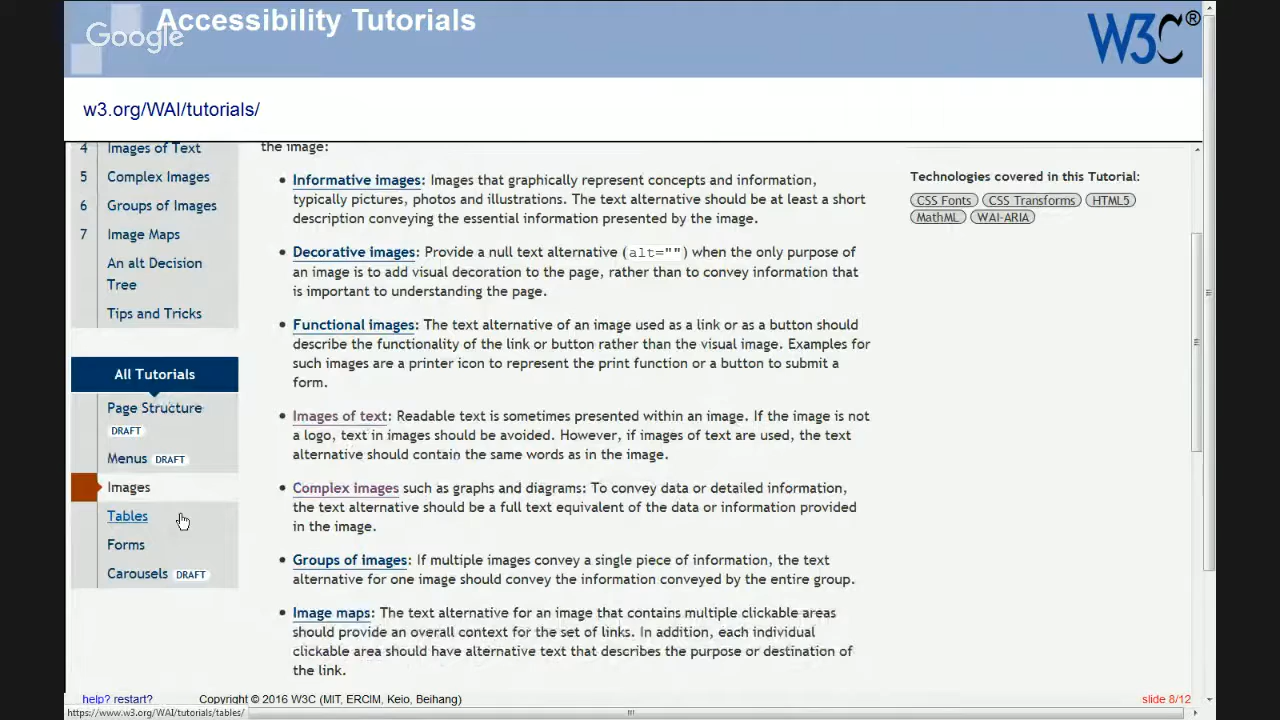 Accessibility Tutorials
Google
W3C®
w3.org/WAI/tutorials/
4 Images of Text
5 Complex Images
6 Groups of Images
7 Image Maps
An alt Decision
Tree
Tips and Tricks
All Tutorials
Page Structure
DRAFT
Menus DRAFT
Images
Tables
Forms
Carousels DRAFT
the image:
• Informative images: Images that graphically represent concepts and information,
typically pictures, photos and illustrations. The text alternative should be at least a short
description conveying the essential information presented by the image.
• Decorative images: Provide a null text alternative (alt="") when the only purpose of
an image is to add visual decoration to the page, rather than to convey information that
is important to understanding the page.
• Functional images: The text alternative of an image used as a link or as a button should
describe the functionality of the link or button rather than the visual image. Examples for
such images are a printer icon to represent the print function or a button to submit a
form.
• Images of text: Readable text is sometimes presented within an image. If the image is not
a logo, text in images should be avoided. However, if images of text are used, the text
alternative should contain the same words as in the image.
• Complex images such as graphs and diagrams: To convey data or detailed information,
the text alternative should be a full text equivalent of the data or information provided
in the image.
• Groups of images: If multiple images convey a single piece of information, the text
alternative for one image should convey the information conveyed by the entire group.
• Image maps: The text alternative for an image that contains multiple clickable areas
should provide an overall context for the set of links. In addition, each individual
clickable area should have alternative text that describes the purpose or destination of
the link.
Technologies covered in this Tutorial:
CSS Fonts CSS Transforms HTML5
MathML WAI-ARIA
help? restart? Copyright © 2016 W3C (MIT, ERCIM, Keio, Beihang) slide 8/12
https://www.w3.org/WAI/tutorials/tables/